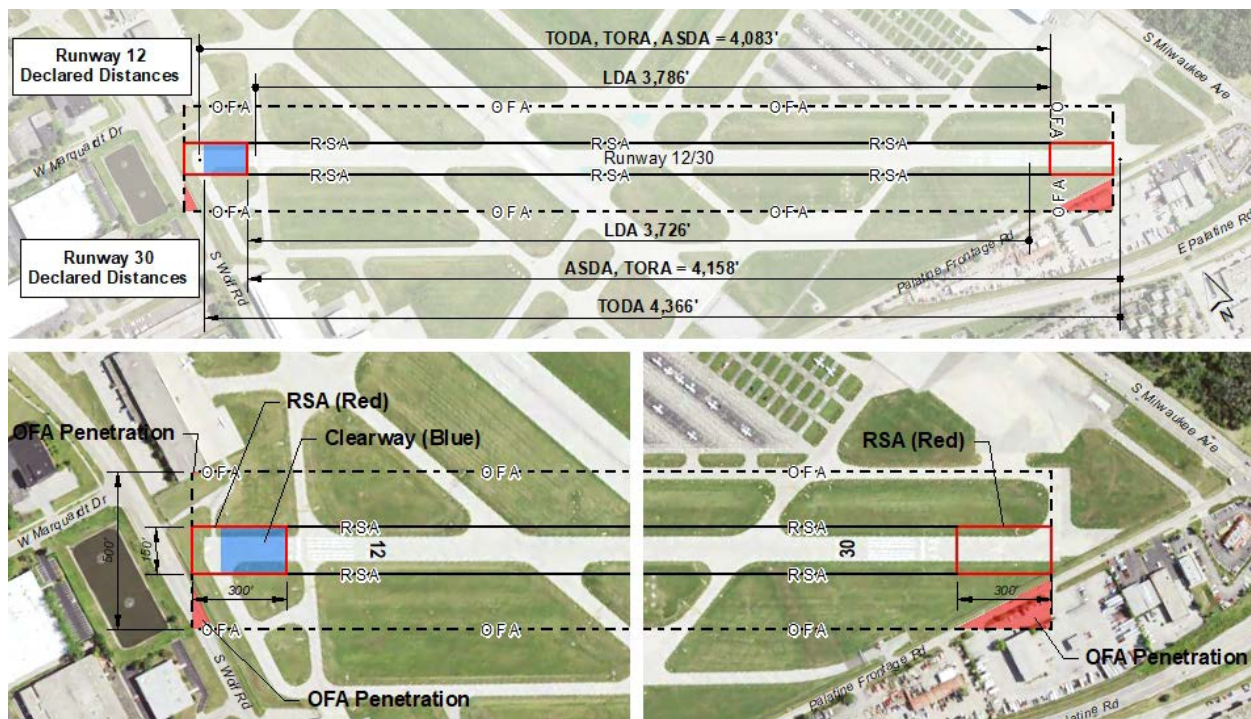 TODA, TORA, ASDA = 4,083'
Runway 12
Declared Distances
LDA 3,786'
S Milwaukee Ave
OFA
OFA
OFA
OFA
W Marquardt Dr
RSA
RSA
RSA
Runway 12/30
RSA
RSA
RSA
OFA
OFA
OFA
OFA
LDA 3,726'
Runway 30
Declared Distances
S Wolf Rd
ASDA, TORA = 4,158'
Palatine Frontage Rd
E Palatine Rd
TODA 4,366'
N
RSA (Red)
OFA Penetration
Clearway (Blue)
OFA
OFA
W Marquardt Dr
500'
150'
RSA
12
RSA
300'
OFA
OFA
S Wolf Rd
OFA Penetration
S Milwaukee Ave
RSA (Red)
OFA
RSA
30
RSA
300'
OFA
Palatine Frontage Rd
OFA Penetration
Palatine Rd